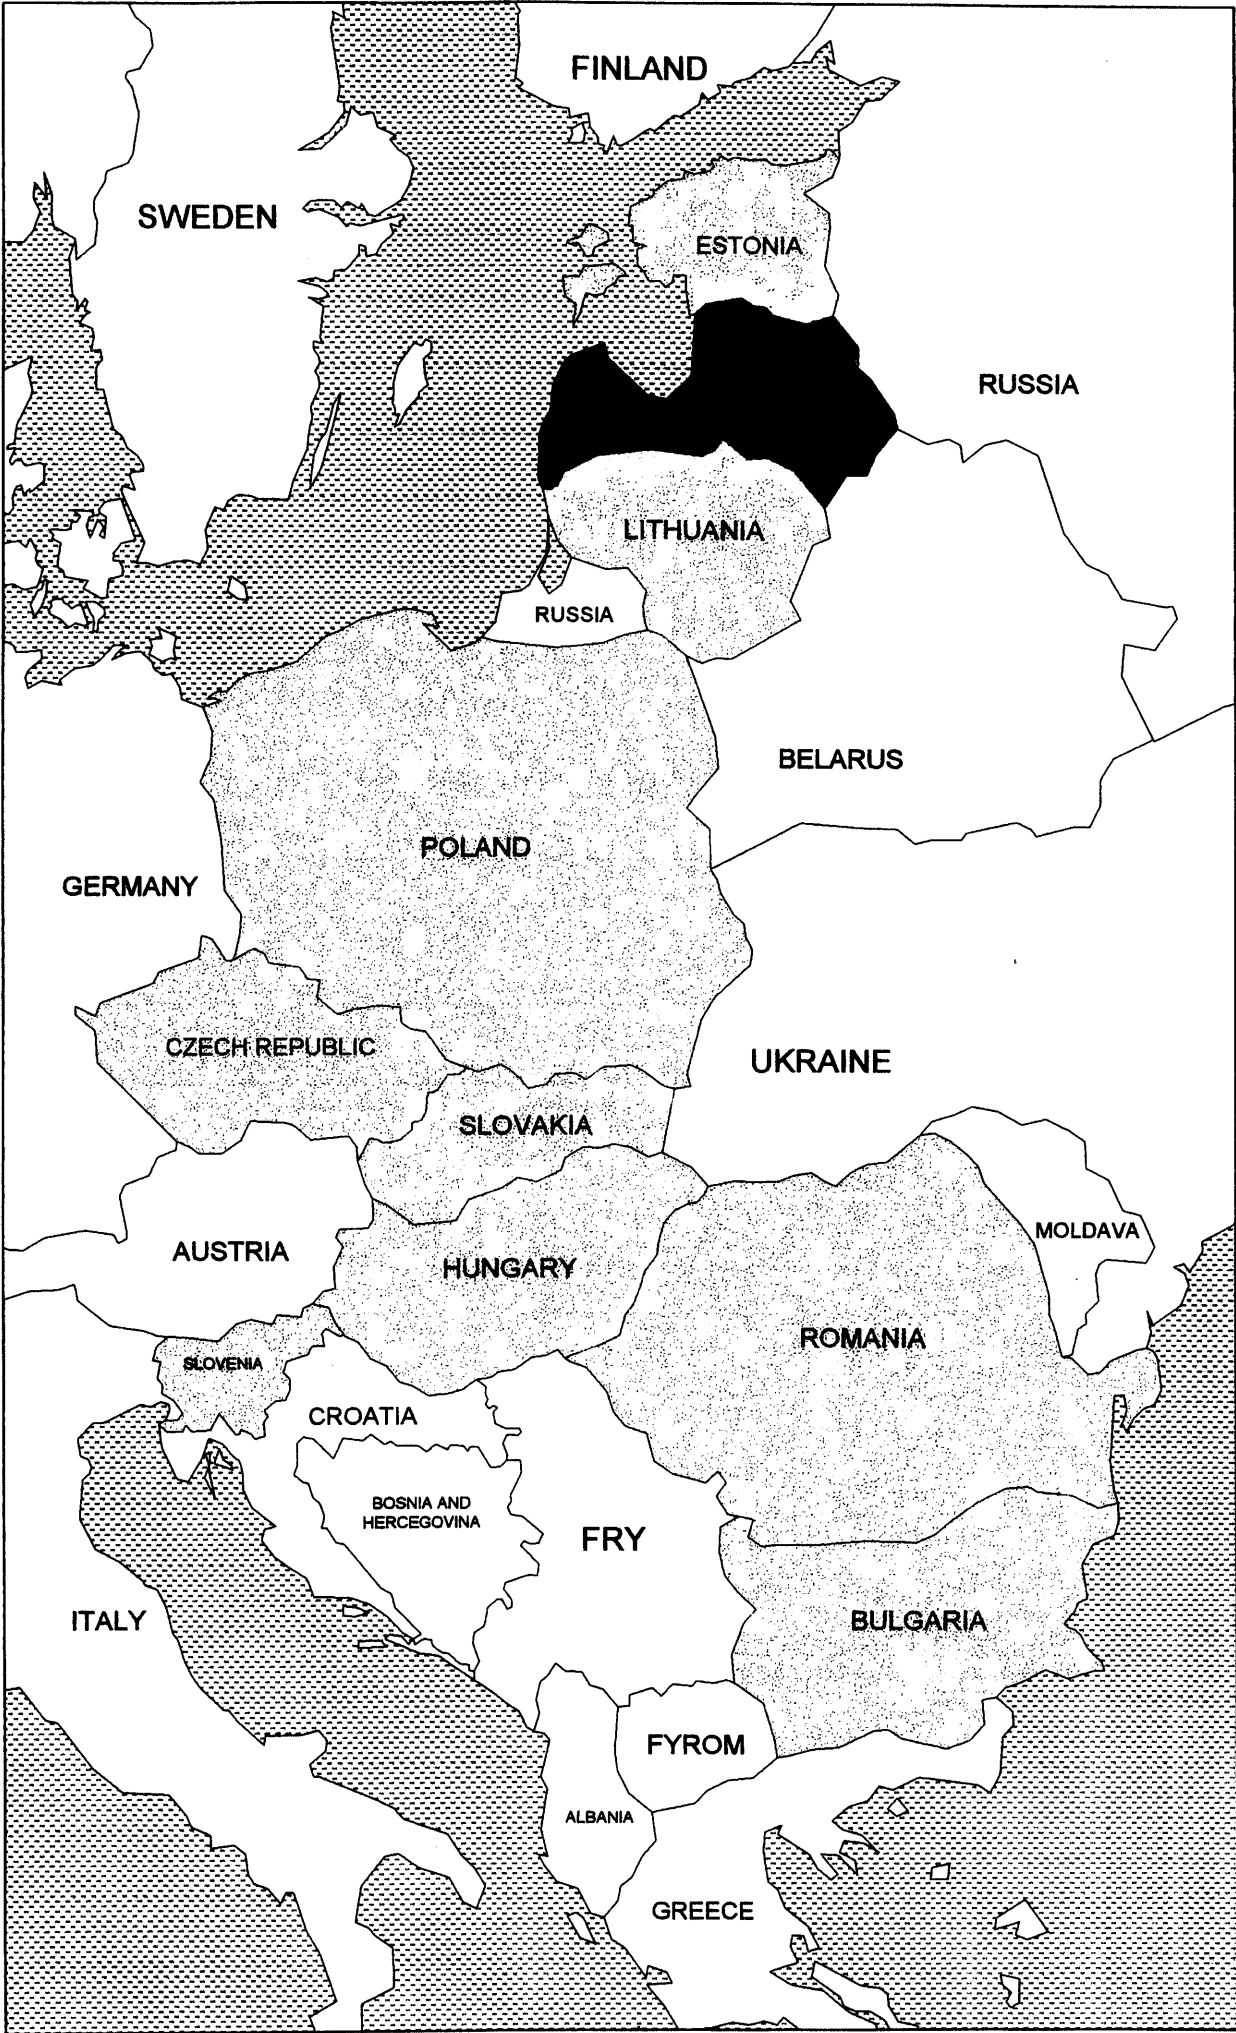 FINLAND
SWEDEN
ESTONIA
RUSSIA
LITHUANIA
RUSSIA
BELARUS
POLAND
GERMANY
CZECH REPUBLIC
UKRAINE
SLOVAKIA
MOLDAVA
AUSTRIA
HUNGARY
ROMANIA
SLOVENIA
CROATIA
BOSNIA AND
HERCEGOVINA
FRY
ITALY
BULGARIA
FYROM
ALBANIA
GREECE